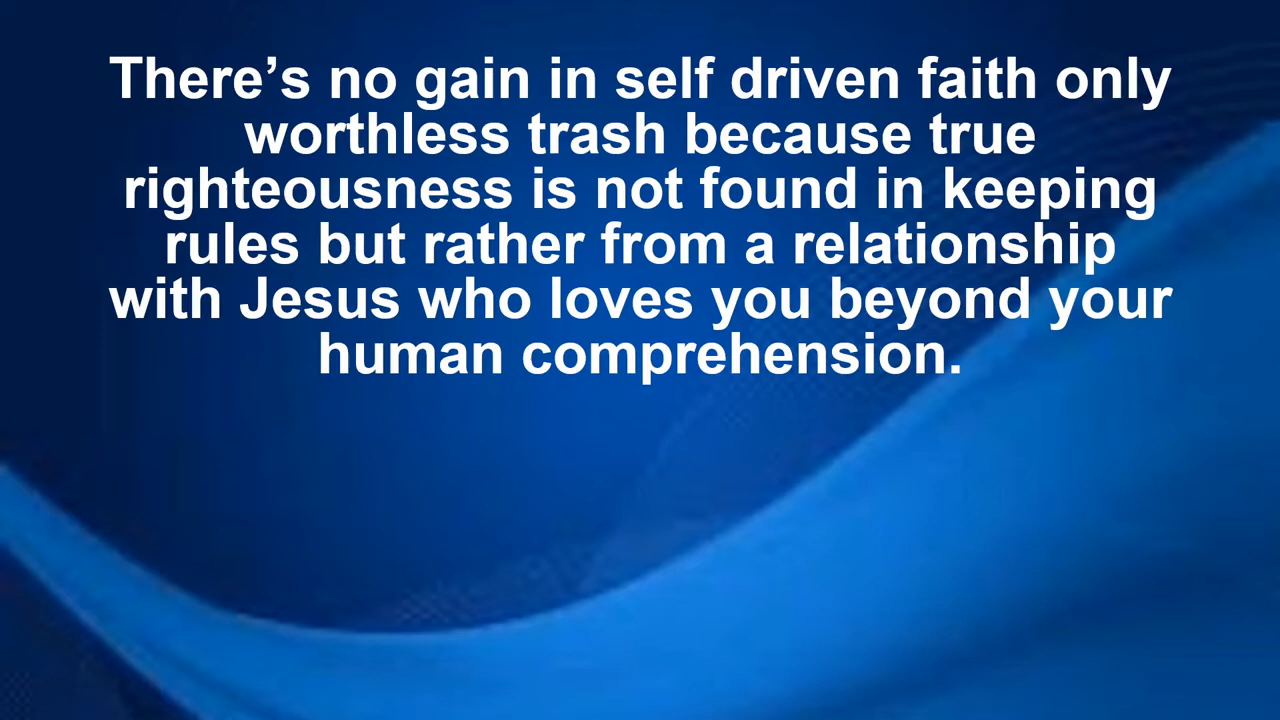 There’s no gain in self driven faith only
worthless trash because true
righteousness is not found in keeping
rules but rather from a relationship
with Jesus who loves you beyond your
human comprehension.